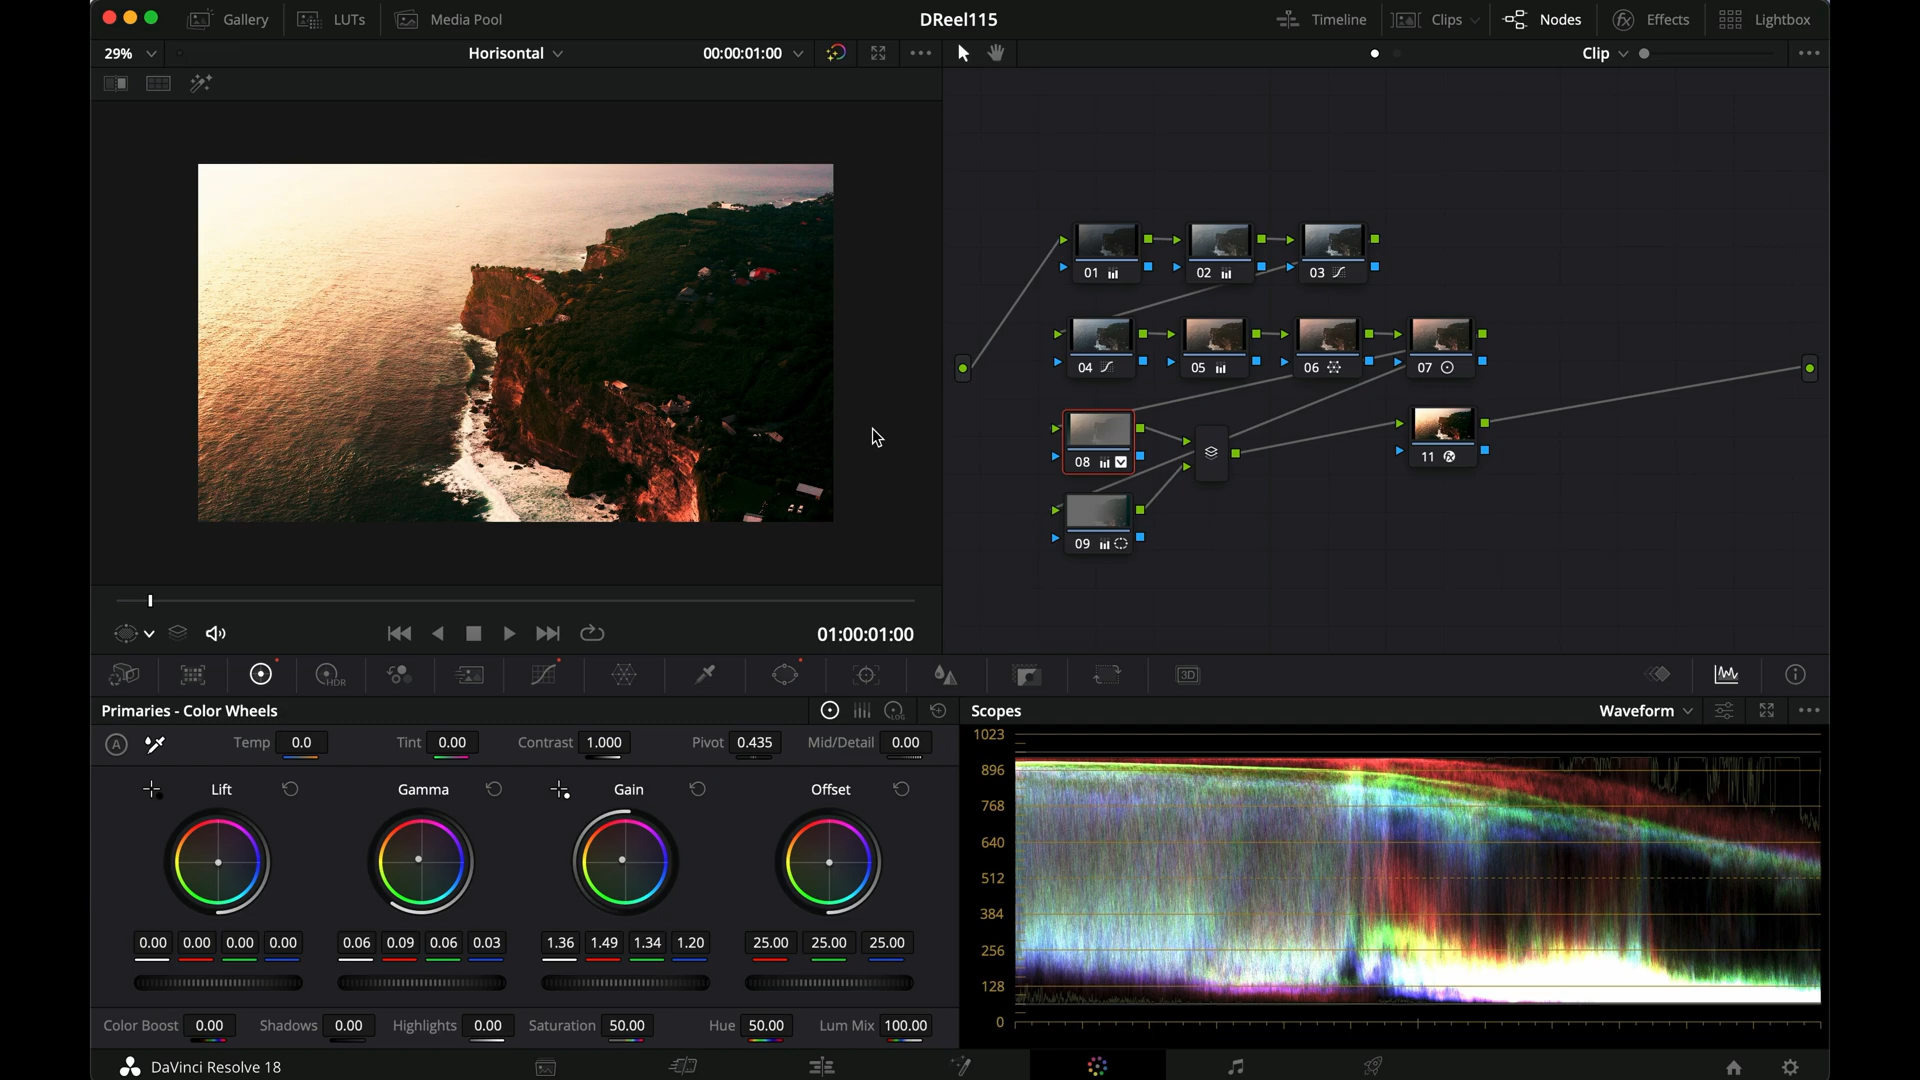 Gallery LUTs Media Pool DReel115 Timeline Clips Nodes Effects Lightbox
29% Horisontal 00:00:01:00 Clip
01 02 03
04 05 06 07
08 11
09
01:00:01:00
HDR 3D
Primaries - Color Wheels LOG Scopes Waveform
A Temp 0.0 Tint 0.00 Contrast 1.000 Pivot 0.435 Mid/Detail 0.00
Lift Gamma Gain Offset
0.00 0.00 0.00 0.00 0.06 0.09 0.06 0.03 1.36 1.49 1.34 1.20 25.00 25.00 25.00
Color Boost 0.00 Shadows 0.00 Highlights 0.00 Saturation 50.00 Hue 50.00 Lum Mix 100.00
1023
896
768
640
512
384
256
128
0
DaVinci Resolve 18